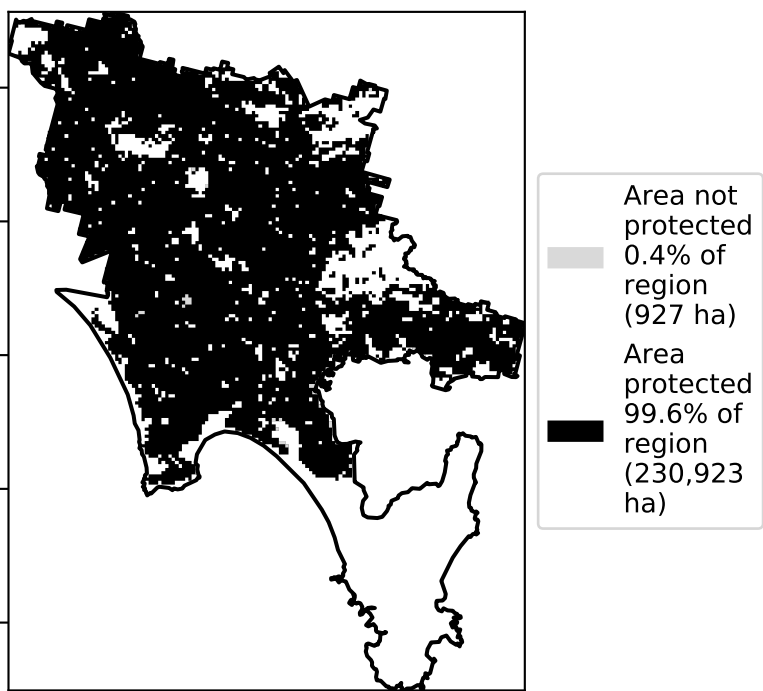 Area not
protected
0.4% of
region
(927 ha)
Area
protected
99.6% of
region
(230,923
ha)